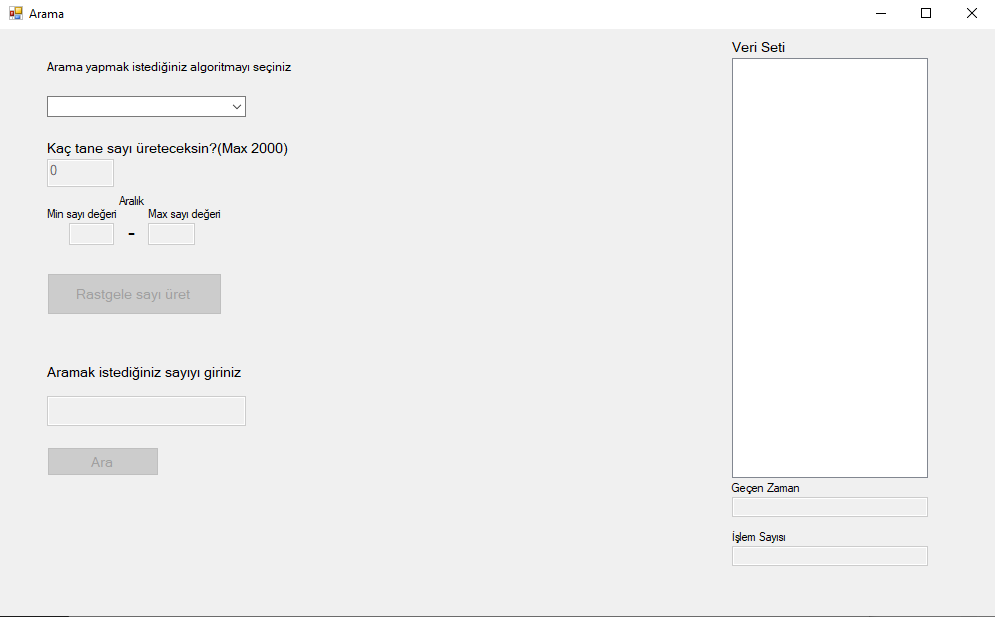 Arama
Arama yapmak istediğiniz algoritmayı seçiniz
Kaç tane sayı üreteceksin?(Max 2000)
0
Aralık
Min sayı değeri
Max sayı değeri
-
Rastgele sayı üret
Aramak istediğiniz sayıyı giriniz
Ara
Veri Seti
Geçen Zaman
İşlem Sayısı